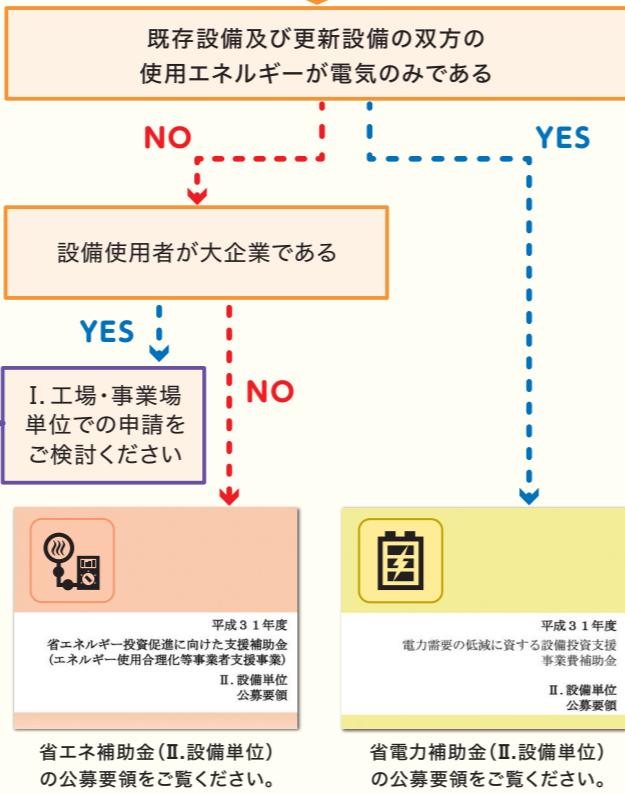 既存設備及び更新設備の双方の
使用エネルギーが電気のみである
NO
YES
設備使用者が大企業である
YES
NO
Ⅰ. 工場・事業場
単位での申請を
ご検討ください
平成３１年度
省エネルギー投資促進に向けた支援補助金
(エネルギー使用合理化等事業者支援事業)
Ⅱ. 設備単位
公募要領
平成３１年度
電力需要の低減に資する設備投資支援
事業費補助金
Ⅱ. 設備単位
公募要領
省エネ補助金(Ⅱ.設備単位)
の公募要領をご覧ください。
省電力補助金(Ⅱ.設備単位)
の公募要領をご覧ください。